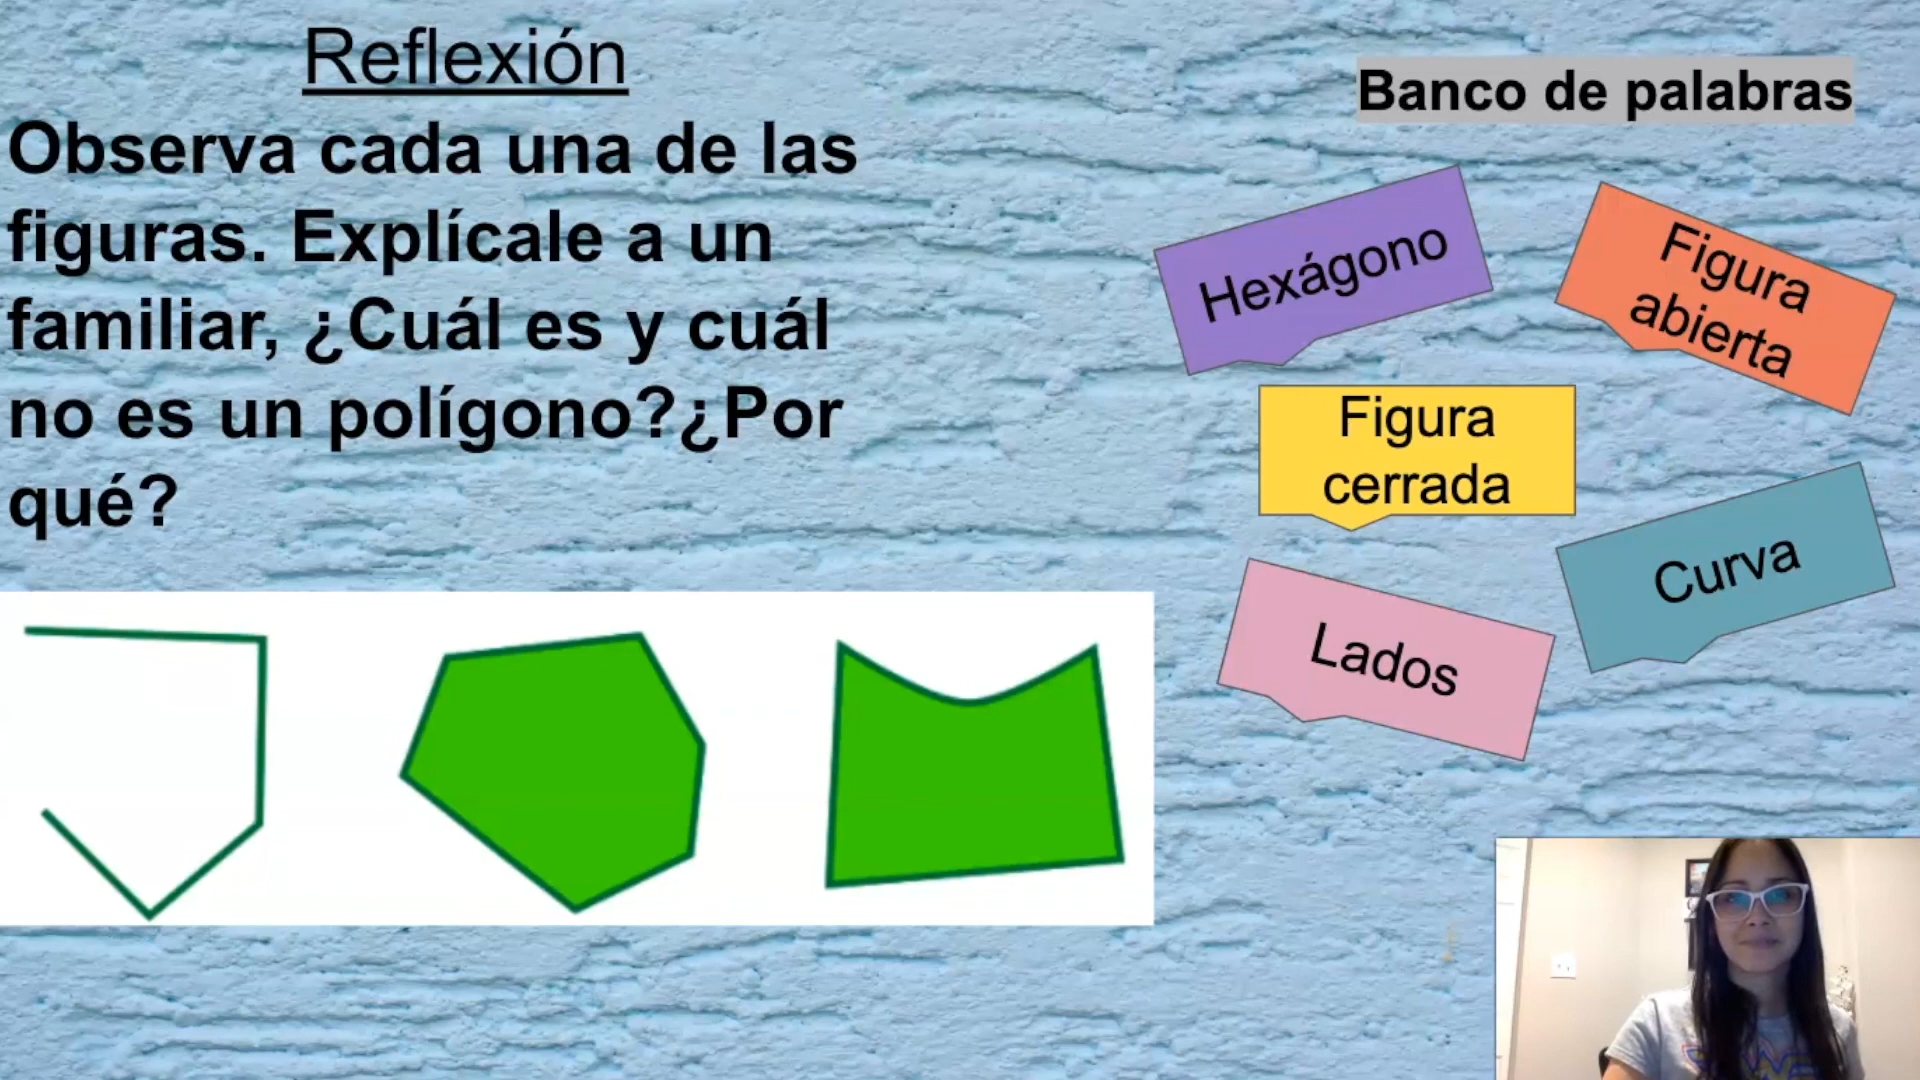 Reflexión
Observa cada una de las
figuras. Explícale a un
familiar, ¿Cuál es y cuál
no es un polígono?¿Por
qué?
Banco de palabras
Hexágono
Figura
abierta
Figura
cerrada
Curva
Lados